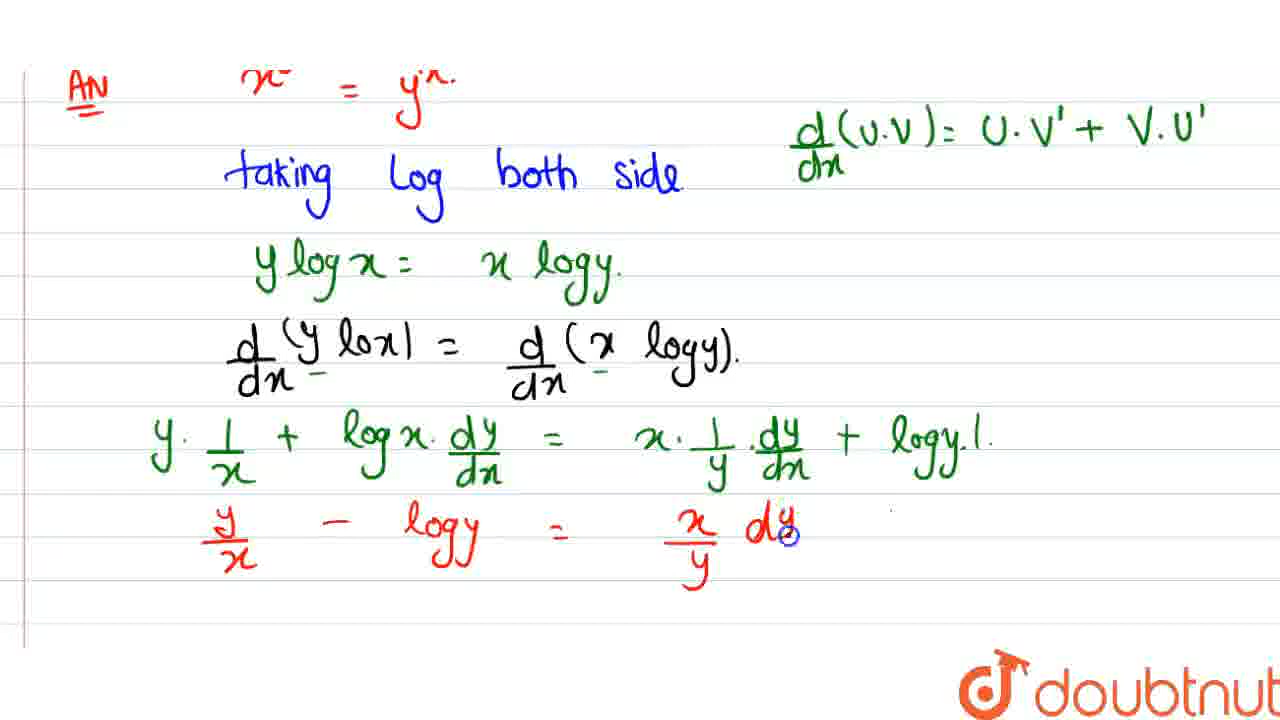 AN
= y^x.
taking log both side
d/dx (U.V) = U.V' + V.U'
y log x = x log y.
d/dx (y lox) = d/dx (x logy).
y. 1/x + log x. dy/dx = x. 1/y . dy/dx + logy.1.
y/x - logy = x/y dy
doubtnut